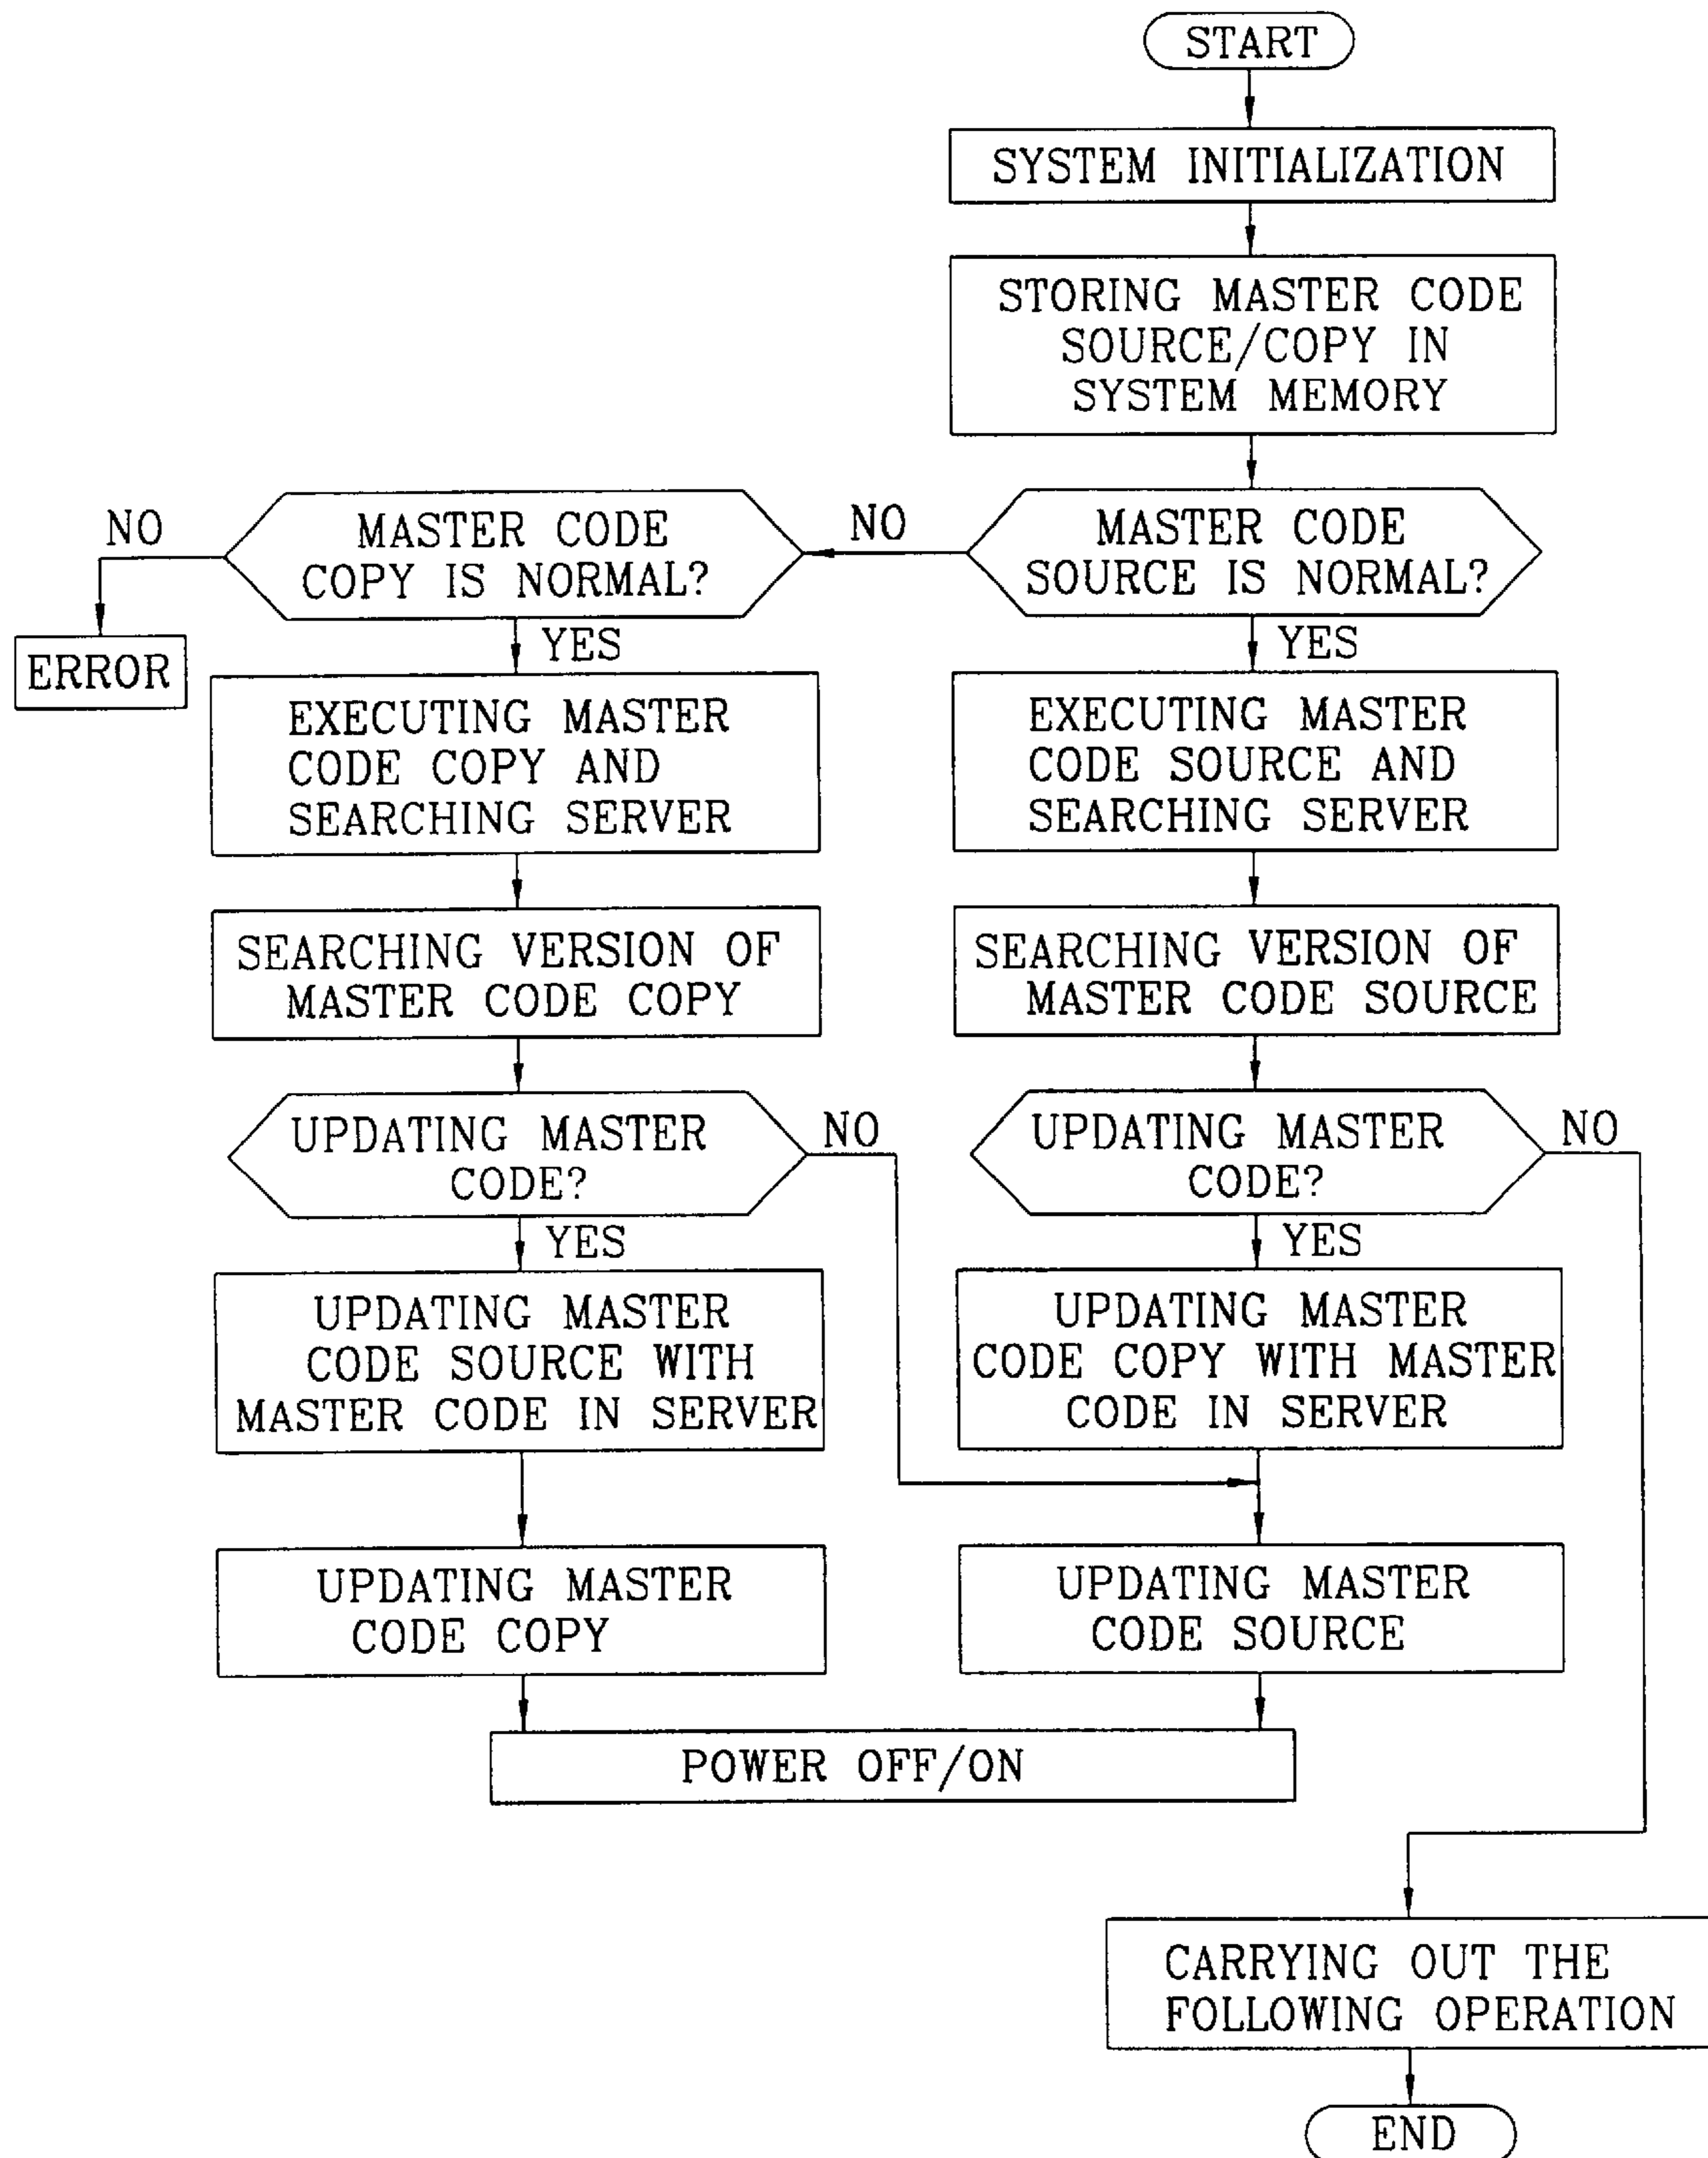 START
SYSTEM INITIALIZATION
STORING MASTER CODE
SOURCE/COPY IN
SYSTEM MEMORY
MASTER CODE
SOURCE IS NORMAL?
NO
MASTER CODE
COPY IS NORMAL?
NO
ERROR
YES
YES
EXECUTING MASTER
CODE COPY AND
SEARCHING SERVER
EXECUTING MASTER
CODE SOURCE AND
SEARCHING SERVER
SEARCHING VERSION OF
MASTER CODE COPY
SEARCHING VERSION OF
MASTER CODE SOURCE
UPDATING MASTER
CODE?
NO
UPDATING MASTER
CODE?
NO
YES
YES
UPDATING MASTER
CODE SOURCE WITH
MASTER CODE IN SERVER
UPDATING MASTER
CODE COPY WITH MASTER
CODE IN SERVER
UPDATING MASTER
CODE COPY
UPDATING MASTER
CODE SOURCE
POWER OFF/ON
CARRYING OUT THE
FOLLOWING OPERATION
END